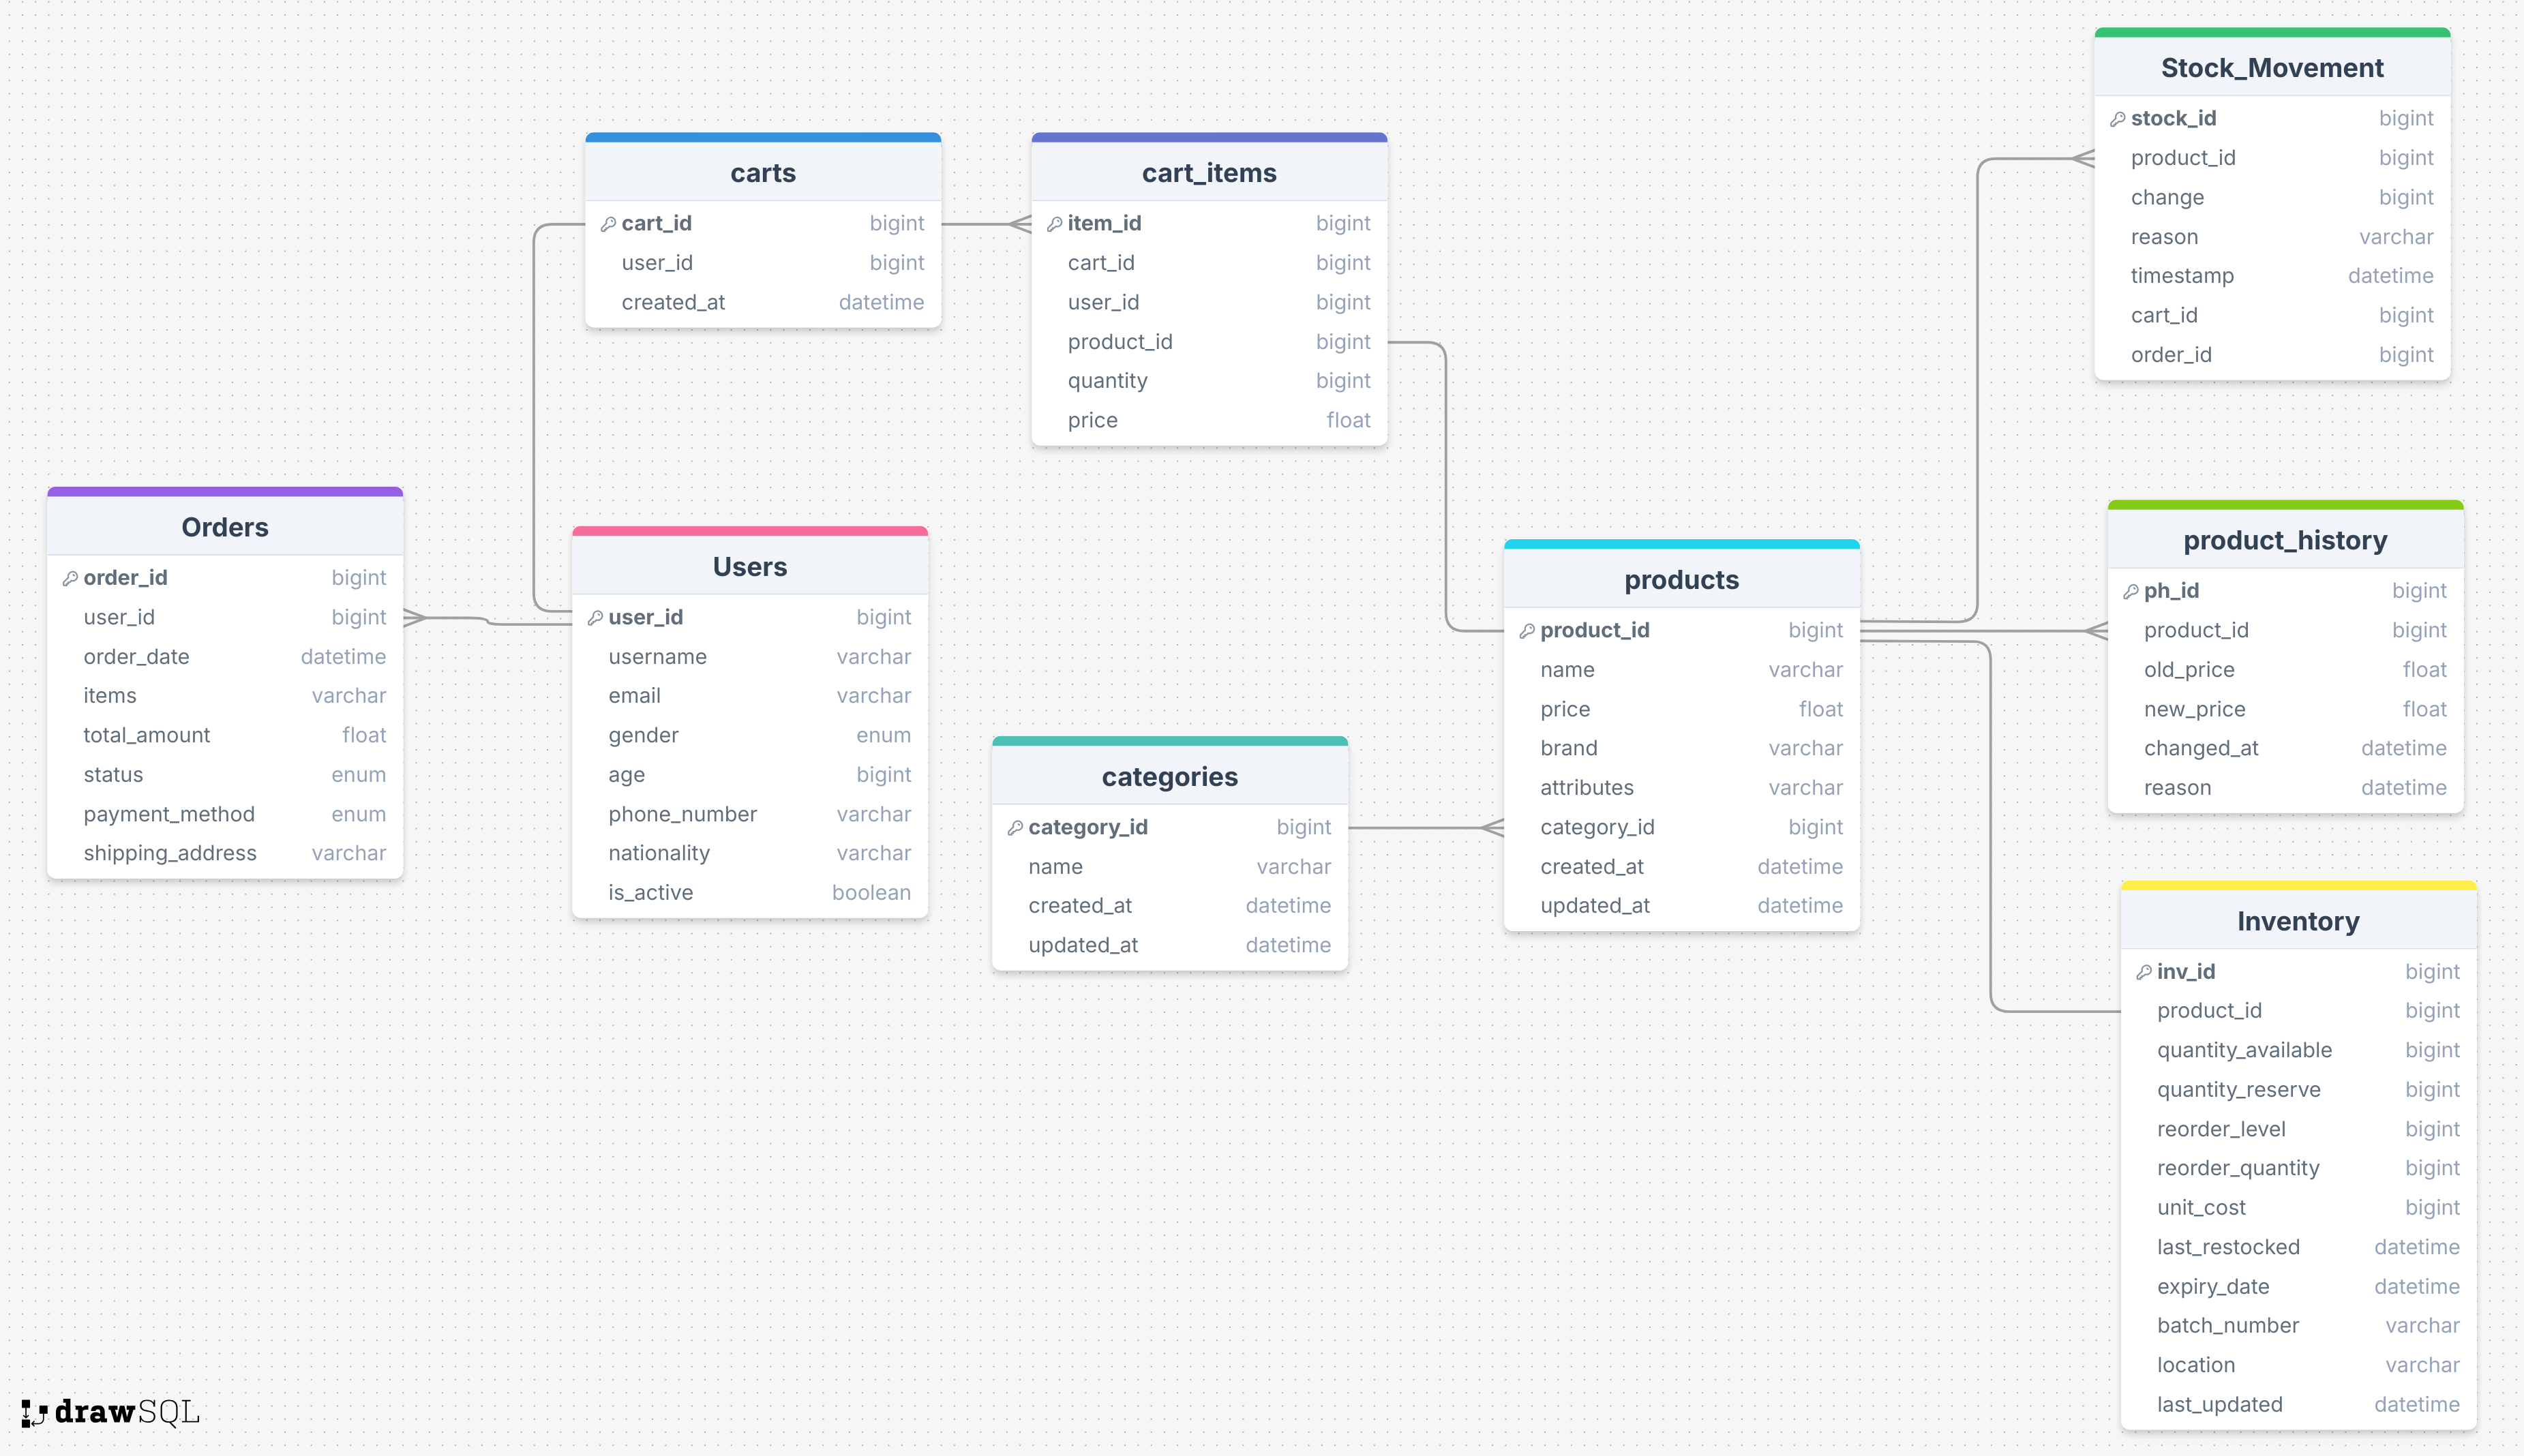 Stock_Movement
stock_id bigint
product_id bigint
change bigint
reason varchar
timestamp datetime
cart_id bigint
order_id bigint
carts
cart_id bigint
user_id bigint
created_at datetime
cart_items
item_id bigint
cart_id bigint
user_id bigint
product_id bigint
quantity bigint
price float
Orders
order_id bigint
user_id bigint
order_date datetime
items varchar
total_amount float
status enum
payment_method enum
shipping_address varchar
Users
user_id bigint
username varchar
email varchar
gender enum
age bigint
phone_number varchar
nationality varchar
is_active boolean
categories
category_id bigint
name varchar
created_at datetime
updated_at datetime
products
product_id bigint
name varchar
price float
brand varchar
attributes varchar
category_id bigint
created_at datetime
updated_at datetime
product_history
ph_id bigint
product_id bigint
old_price float
new_price float
changed_at datetime
reason datetime
Inventory
inv_id bigint
product_id bigint
quantity_available bigint
quantity_reserve bigint
reorder_level bigint
reorder_quantity bigint
unit_cost bigint
last_restocked datetime
expiry_date datetime
batch_number varchar
location varchar
last_updated datetime
drawSQL